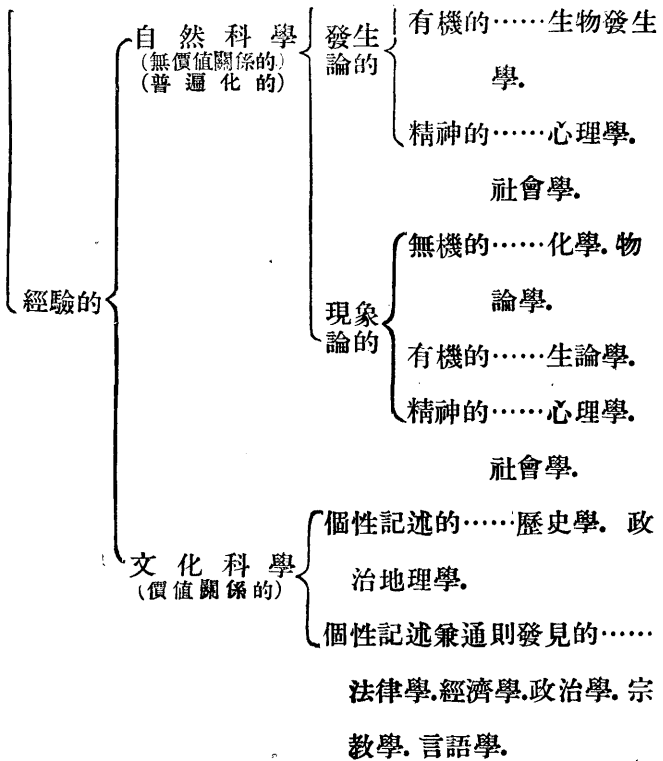 有機的……生物發生
學.
精神的……心理學.
社會學.
發生
論的
自然科學
(無價值關係的)
(普遍化的)
無機的……化學.物
論學.
現象
論的
有機的……生論學.
精神的……心理學.
社會學.
經驗的
個性記述的……歷史學. 政
治地理學.
文化科學
(價值關係的)
個性記述兼通則發見的……
法律學.經濟學.政治學. 宗
教學. 言語學.